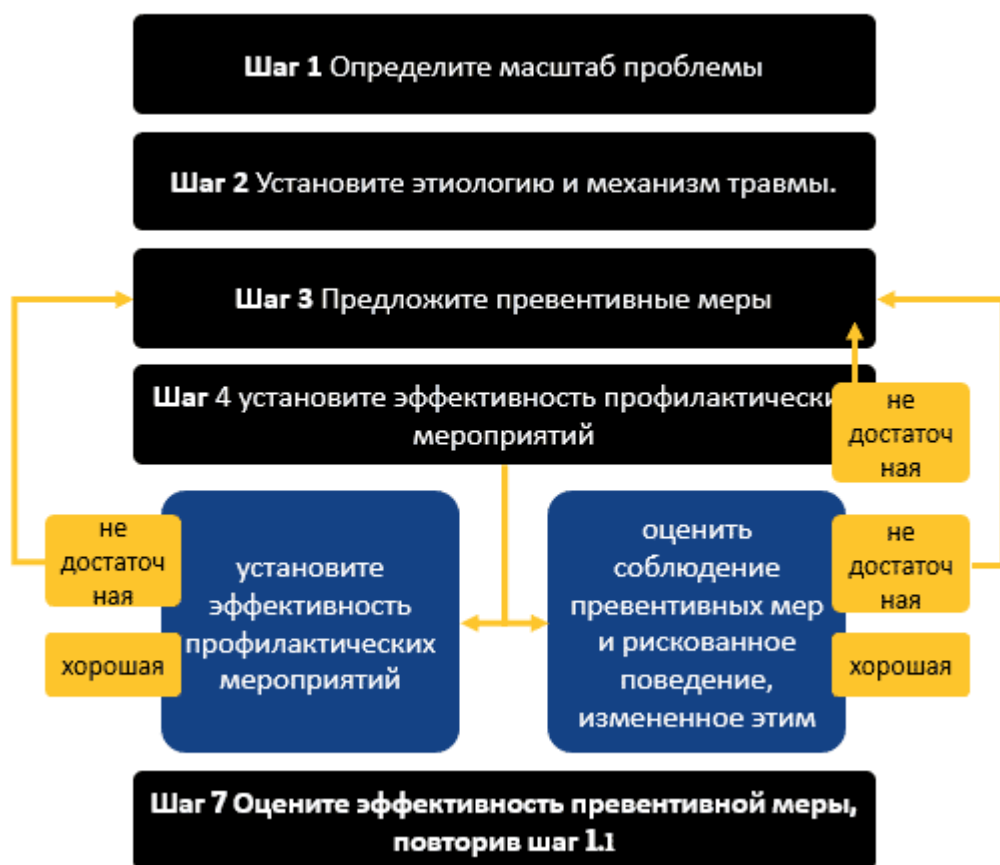 Шаг 1 Определите масштаб проблемы
Шаг 2 Установите этиологию и механизм травмы.
Шаг 3 Предложите превентивные меры
Шаг 4 установите эффективность профилактически
мероприятий
не
достаточ
ная
не
достаточ
ная
хорошая
установите
эффективность
профилактических
мероприятий
оценить
соблюдение
превентивных мер
и рискованное
поведение,
измененное этим
не
достаточ
ная
хорошая
Шаг 7 Оцените эффективность превентивной меры,
повторив шаг 1.1